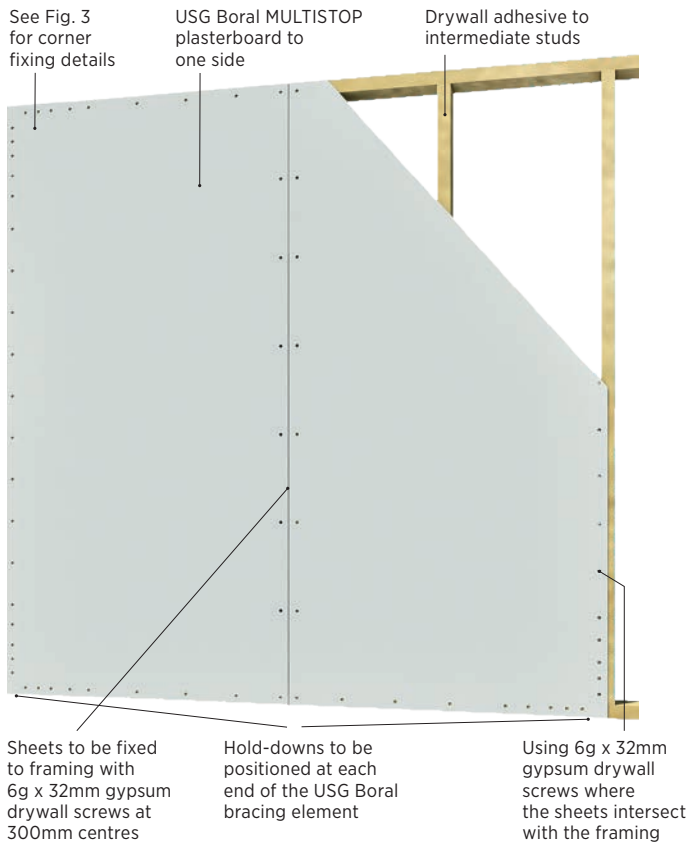 See Fig. 3
for corner
fixing details
USG Boral MULTISTOP
plasterboard to
one side
Drywall adhesive to
intermediate studs
Sheets to be fixed
to framing with
6g x 32mm gypsum
drywall screws at
300mm centres
Hold-downs to be
positioned at each
end of the USG Boral
bracing element
Using 6g x 32mm
gypsum drywall
screws where
the sheets intersect
with the framing